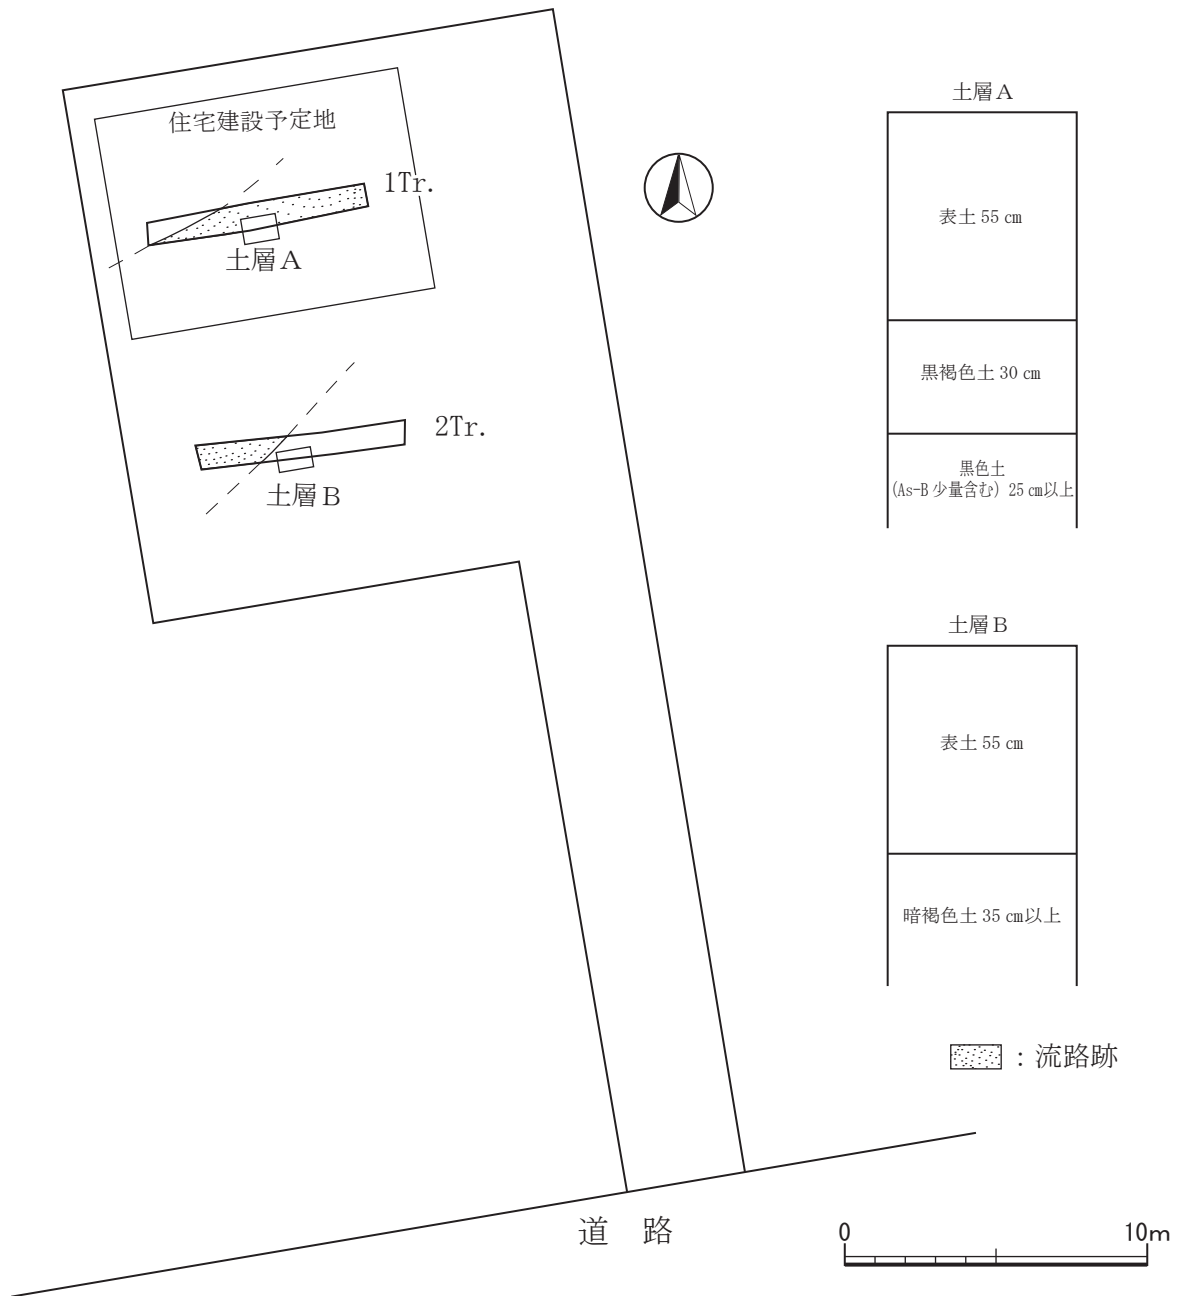 住宅建設予定地
1Tr.
土層A
2Tr.
土層B
道　路
土層A
表土 55 ㎝
黒褐色土 30 ㎝
黒色土
(As-B 少量含む) 25 ㎝以上
土層B
表土 55 ㎝
暗褐色土 35 ㎝以上
：流路跡
0 10m